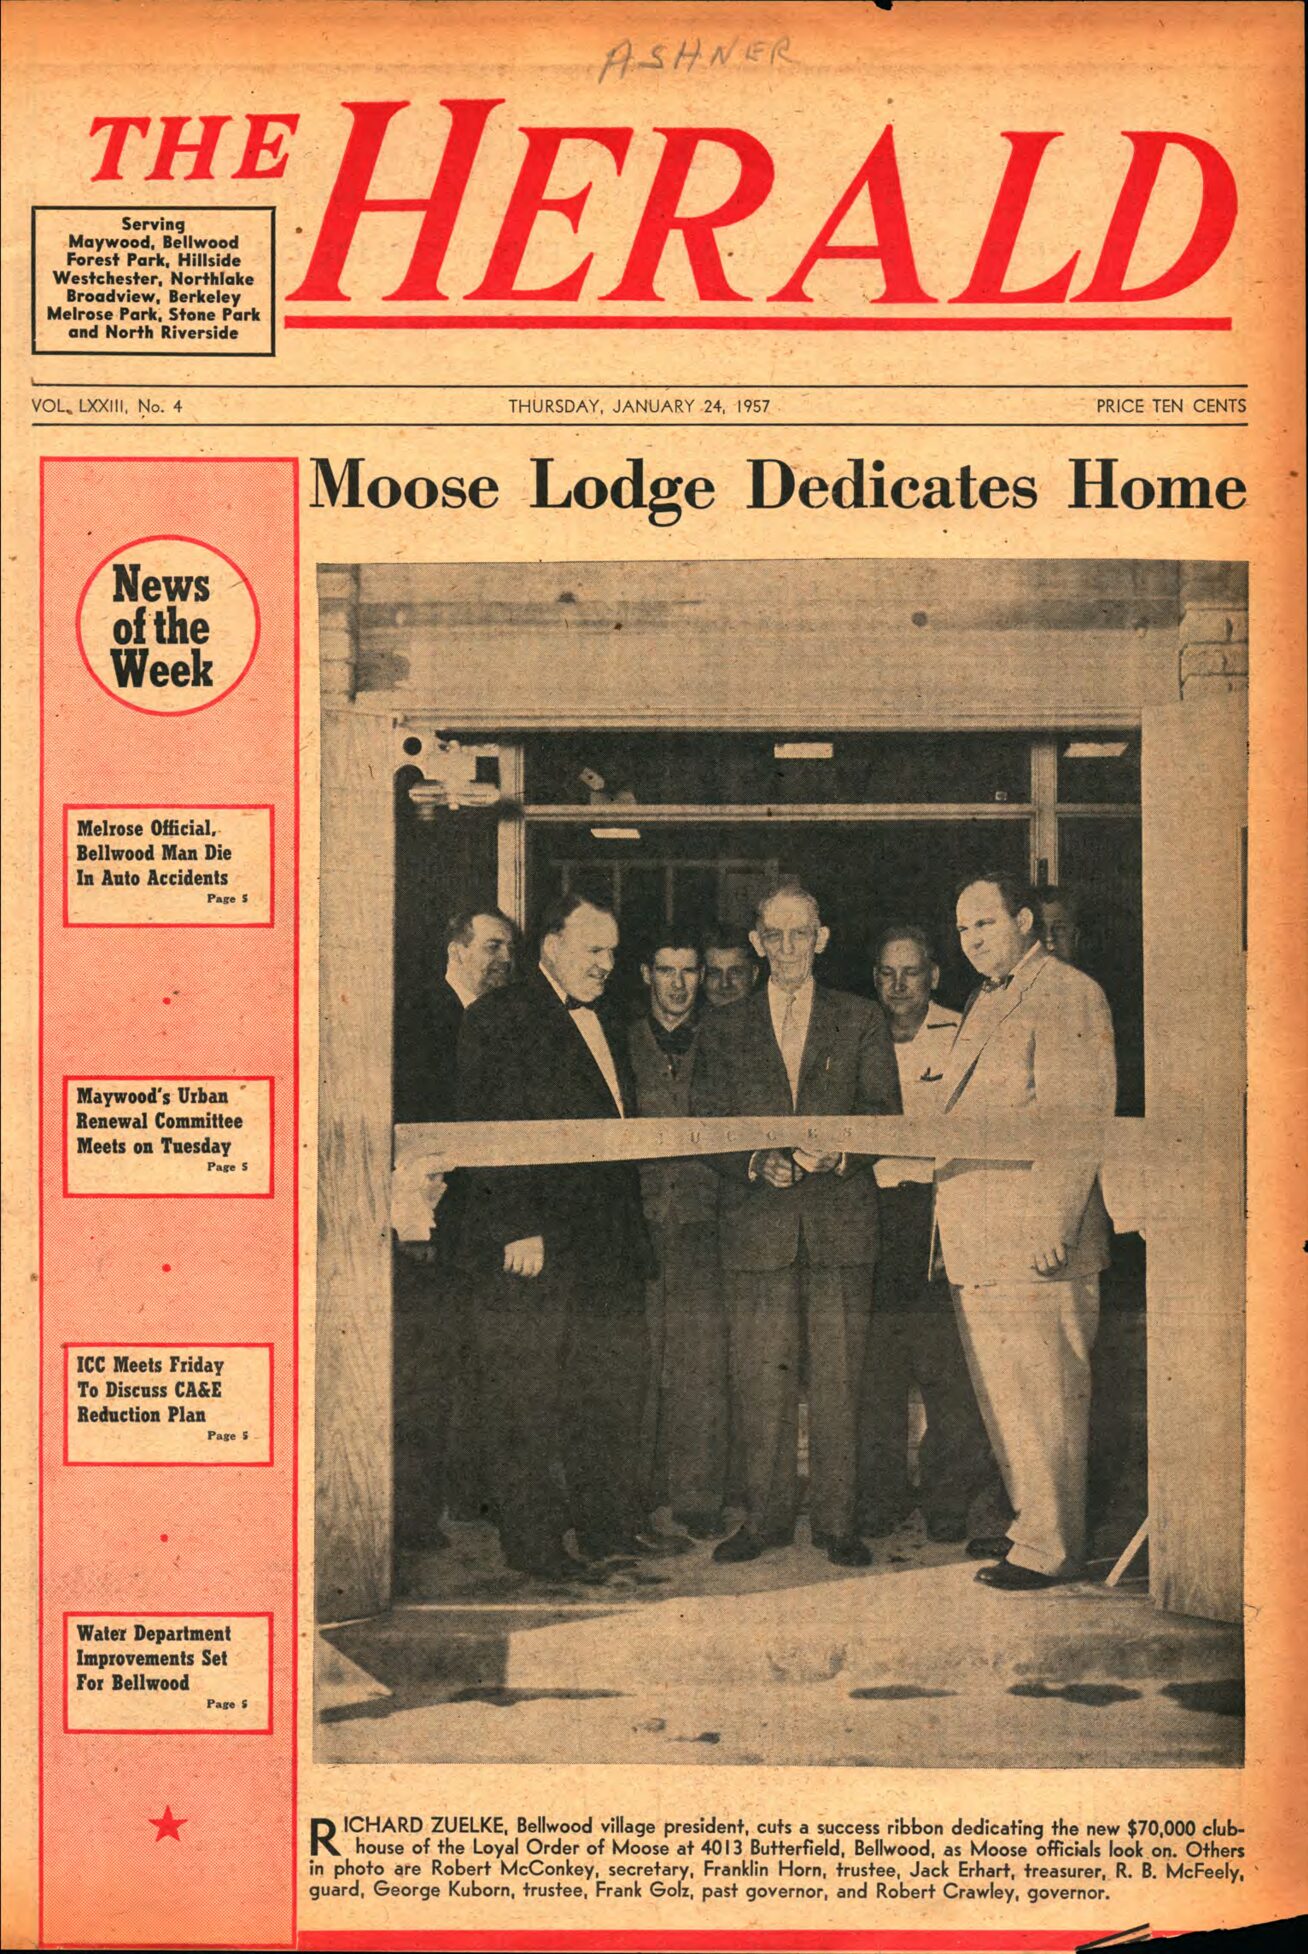 ASHNER
THE HERALD
Serving
Maywood, Bellwood
Forest Park, Hillside
Westchester, Northlake
Broadview, Berkeley
Melrose Park, Stone Park
and North Riverside
VOL. LXXIII, No. 4 THURSDAY, JANUARY 24, 1957 PRICE TEN CENTS
Moose Lodge Dedicates Home
News
of the
Week
Melrose Official,
Bellwood Man Die
In Auto Accidents
Page 5
Maywood's Urban
Renewal Committee
Meets on Tuesday
Page 5
ICC Meets Friday
To Discuss CA&E
Reduction Plan
Page 5
Water Department
Improvements Set
For Bellwood
Page 5
SUCCESS
RICHARD ZUELKE, Bellwood village president, cuts a success ribbon dedicating the new $70,000 club-
house of the Loyal Order of Moose at 4013 Butterfield, Bellwood, as Moose officials look on. Others
in photo are Robert McConkey, secretary, Franklin Horn, trustee, Jack Erhart, treasurer, R. B. McFeely,
guard, George Kuborn, trustee, Frank Golz, past governor, and Robert Crawley, governor.